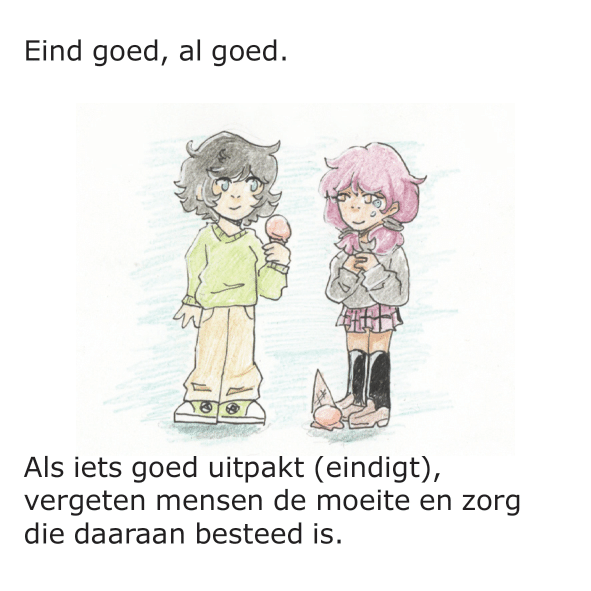 Eind goed, al goed.
Als iets goed uitpakt (eindigt),
vergeten mensen de moeite en zorg
die daaraan besteed is.